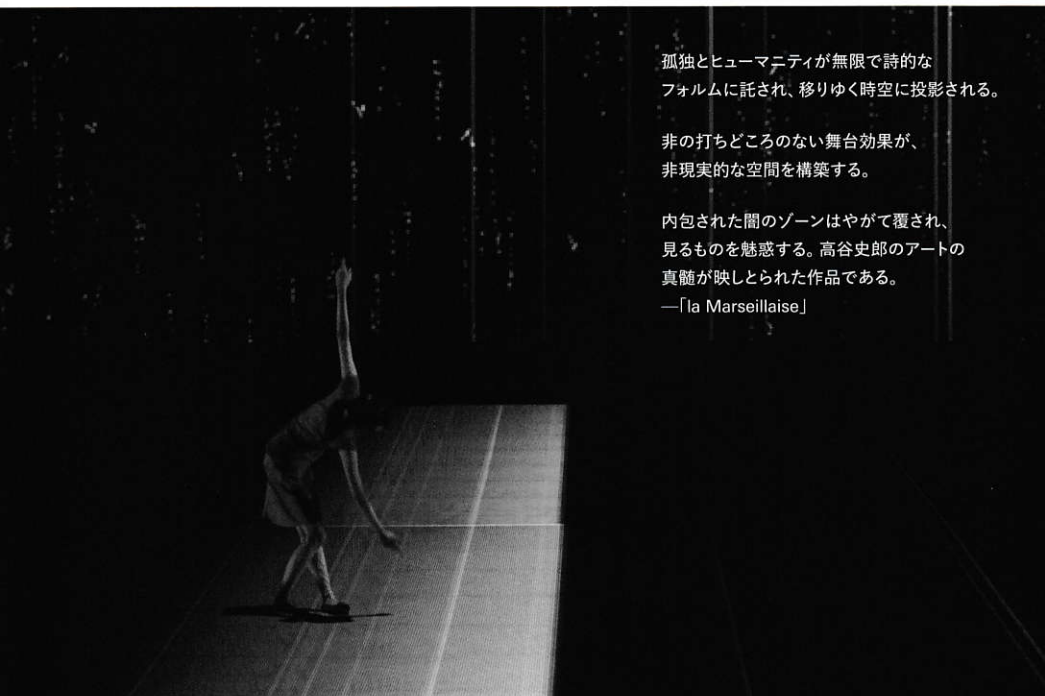 孤独とヒューマニティが無限で詩的な
フォルムに託され、移りゆく時空に投影される。
非の打ちどころのない舞台効果が、
非現実的な空間を構築する。
内包された闇のゾーンはやがて覆され、
見るものを魅惑する。高谷史郎のアートの
真髄が映しとられた作品である。
—「la Marseillaise」